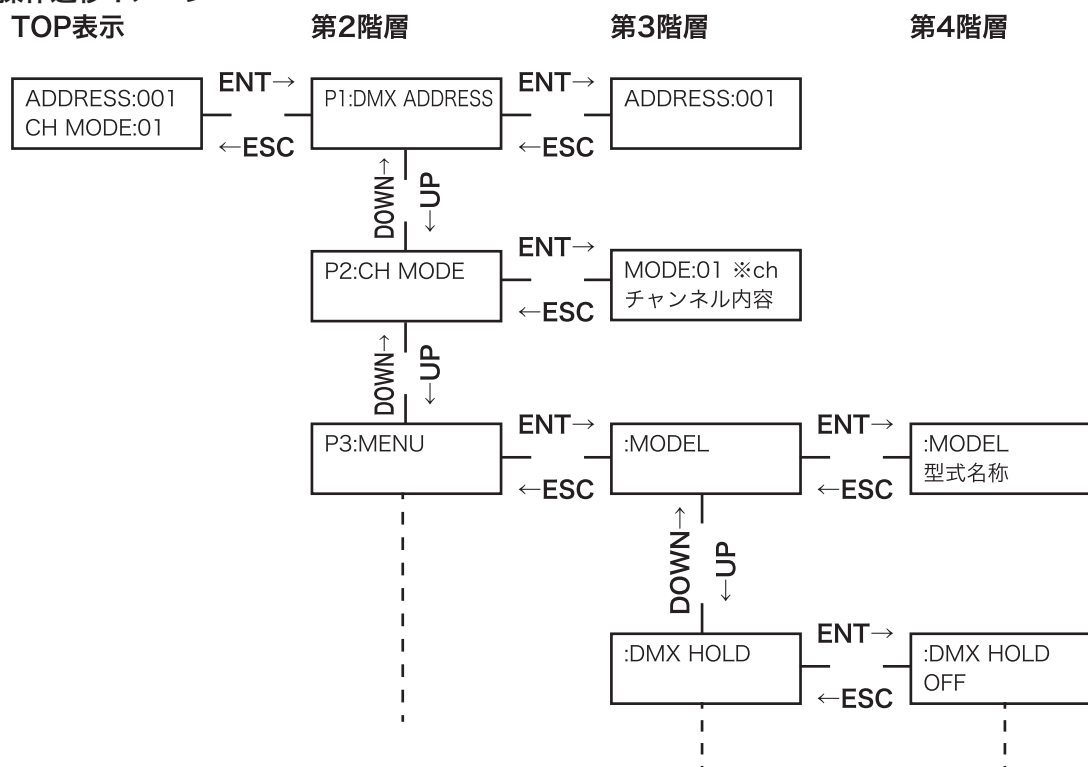 TOP表示
第2階層
第3階層
第4階層
ADDRESS:001
CH MODE:01
ENT→
←ESC
P1:DMX ADDRESS
ENT→
←ESC
ADDRESS:001
DOWN→
←UP
P2:CH MODE
ENT→
←ESC
MODE:01 ※ch
チャンネル内容
DOWN→
←UP
P3:MENU
ENT→
←ESC
:MODEL
ENT→
←ESC
:MODEL
型式名称
DOWN→
←UP
:DMX HOLD
ENT→
←ESC
:DMX HOLD
OFF